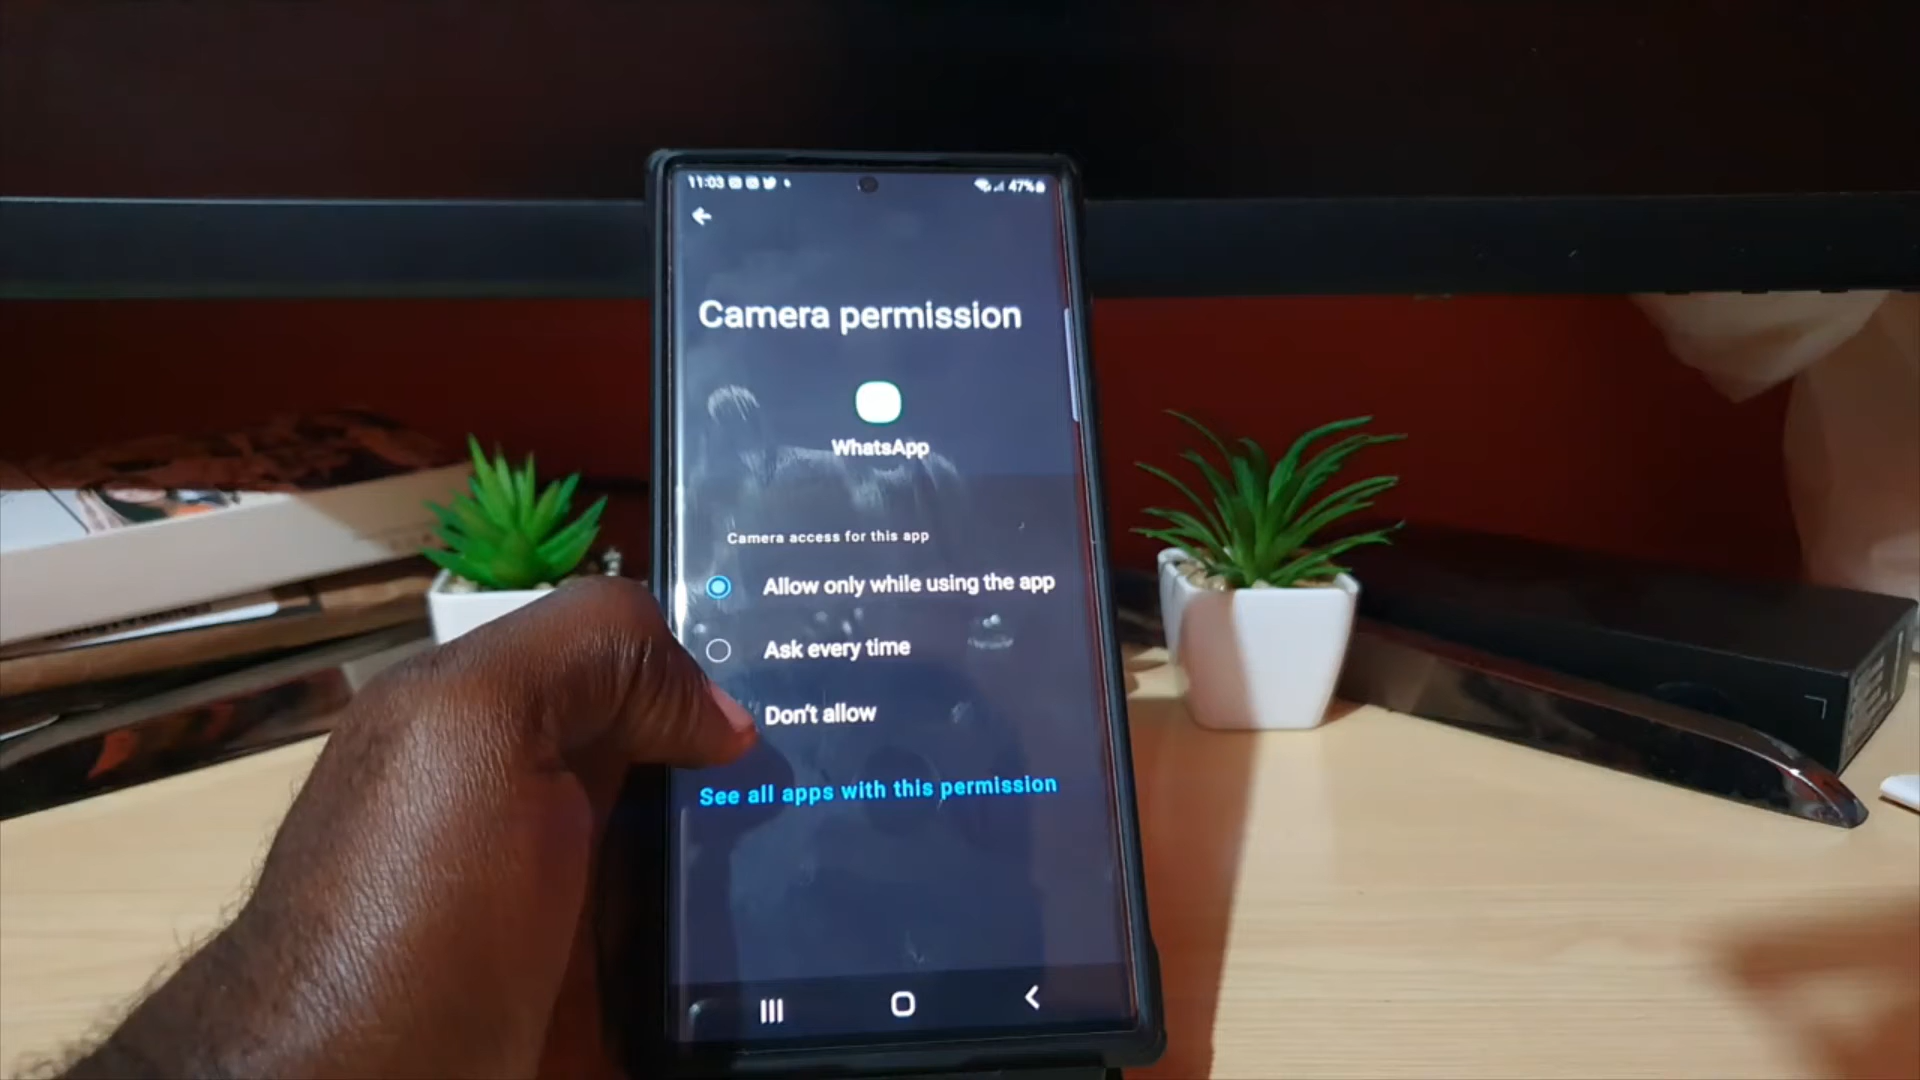 11:03
47%
Camera permission
WhatsApp
Camera access for this app
Allow only while using the app
Ask every time
Don't allow
See all apps with this permission